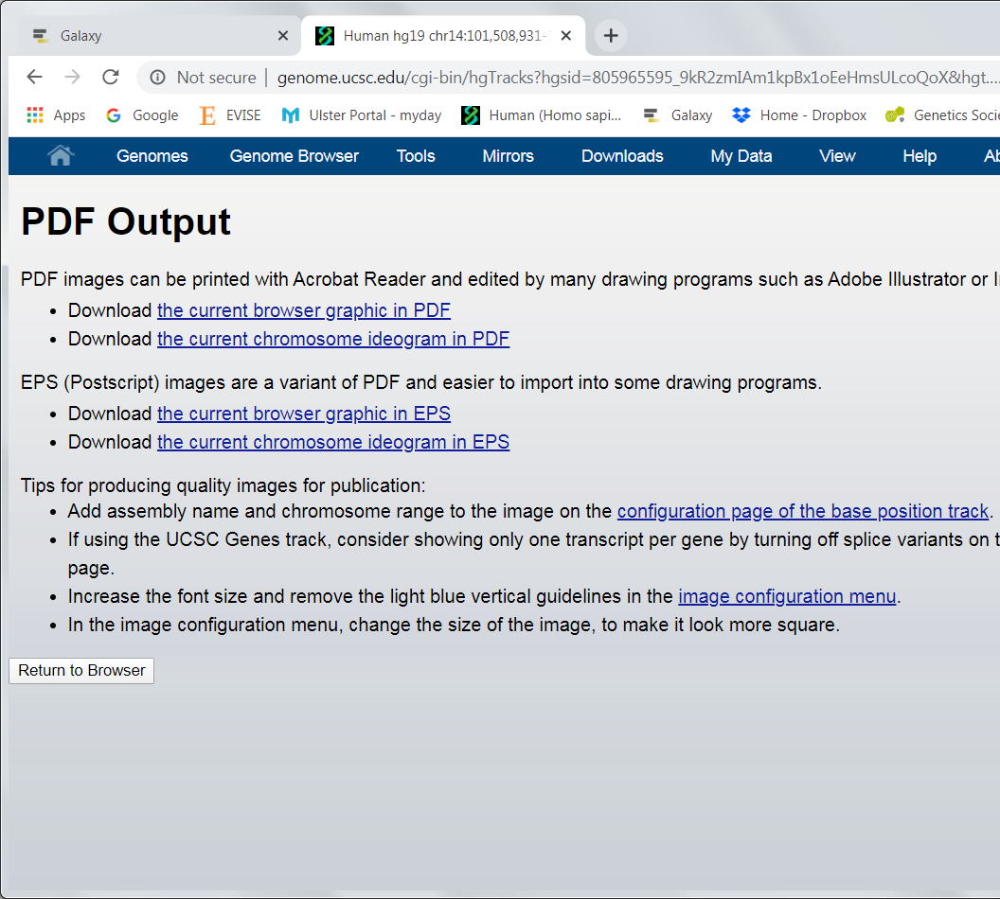 Galaxy
Human hg19 chr14:101,508,931-
Not secure | genome.ucsc.edu/cgi-bin/hgTracks?hgsid=805965595_9kR2zmIAm1kpBx1oEeHmsULcoQoX&hgt....
Apps Google EVISE Ulster Portal - myday Human (Homo sapi... Galaxy Home - Dropbox Genetics Socie
Genomes Genome Browser Tools Mirrors Downloads My Data View Help Ab
PDF Output
PDF images can be printed with Acrobat Reader and edited by many drawing programs such as Adobe Illustrator or I
• Download the current browser graphic in PDF
• Download the current chromosome ideogram in PDF
EPS (Postscript) images are a variant of PDF and easier to import into some drawing programs.
• Download the current browser graphic in EPS
• Download the current chromosome ideogram in EPS
Tips for producing quality images for publication:
• Add assembly name and chromosome range to the image on the configuration page of the base position track.
• If using the UCSC Genes track, consider showing only one transcript per gene by turning off splice variants on t
page.
• Increase the font size and remove the light blue vertical guidelines in the image configuration menu.
• In the image configuration menu, change the size of the image, to make it look more square.
Return to Browser